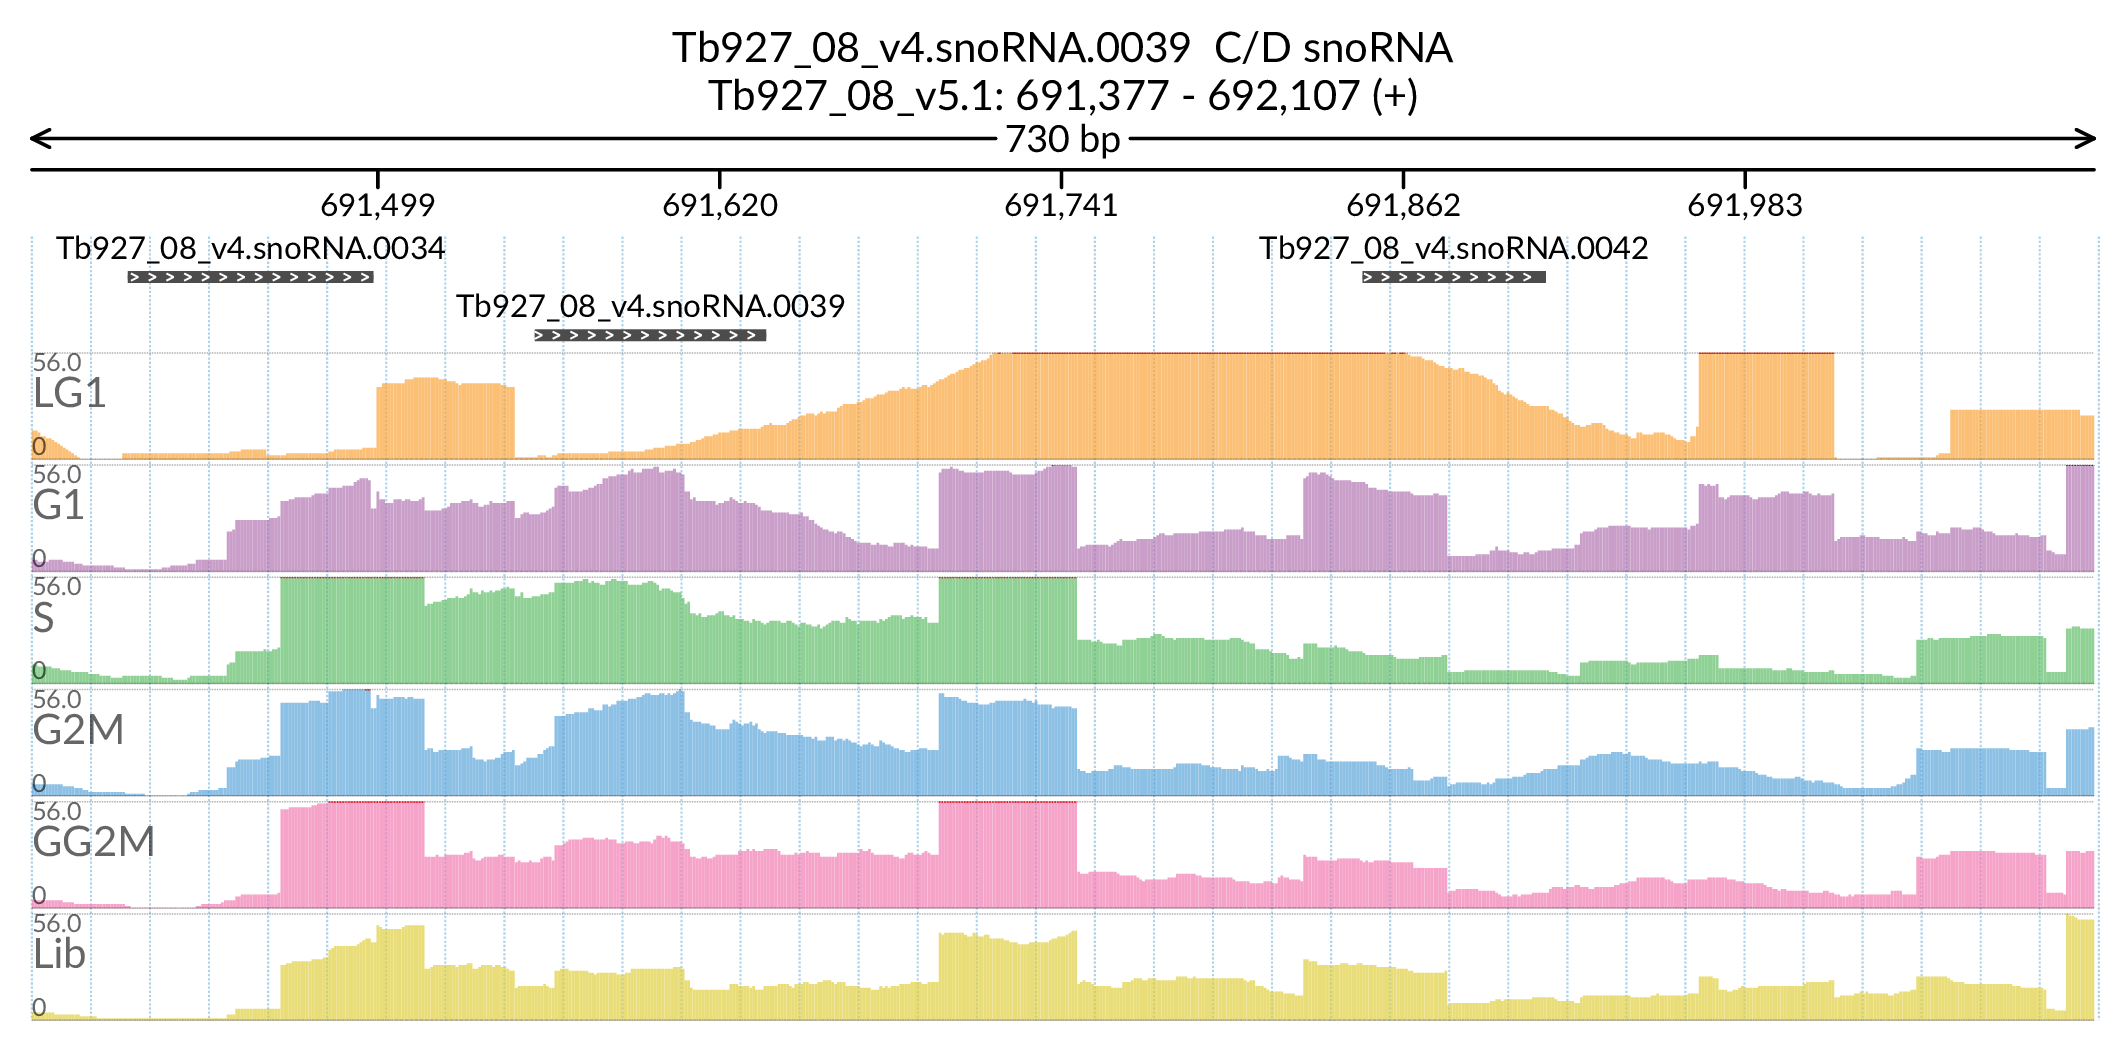 Tb927_08_v4.snoRNA.0039 C/D snoRNA
Tb927_08_v5.1: 691,377 - 692,107 (+)
730 bp
691,499 691,620 691,741 691,862 691,983
Tb927_08_v4.snoRNA.0034 Tb927_08_v4.snoRNA.0042
Tb927_08_v4.snoRNA.0039
56.0
LG1
0
56.0
G1
0
56.0
S
0
56.0
G2M
0
56.0
GG2M
0
56.0
Lib
0